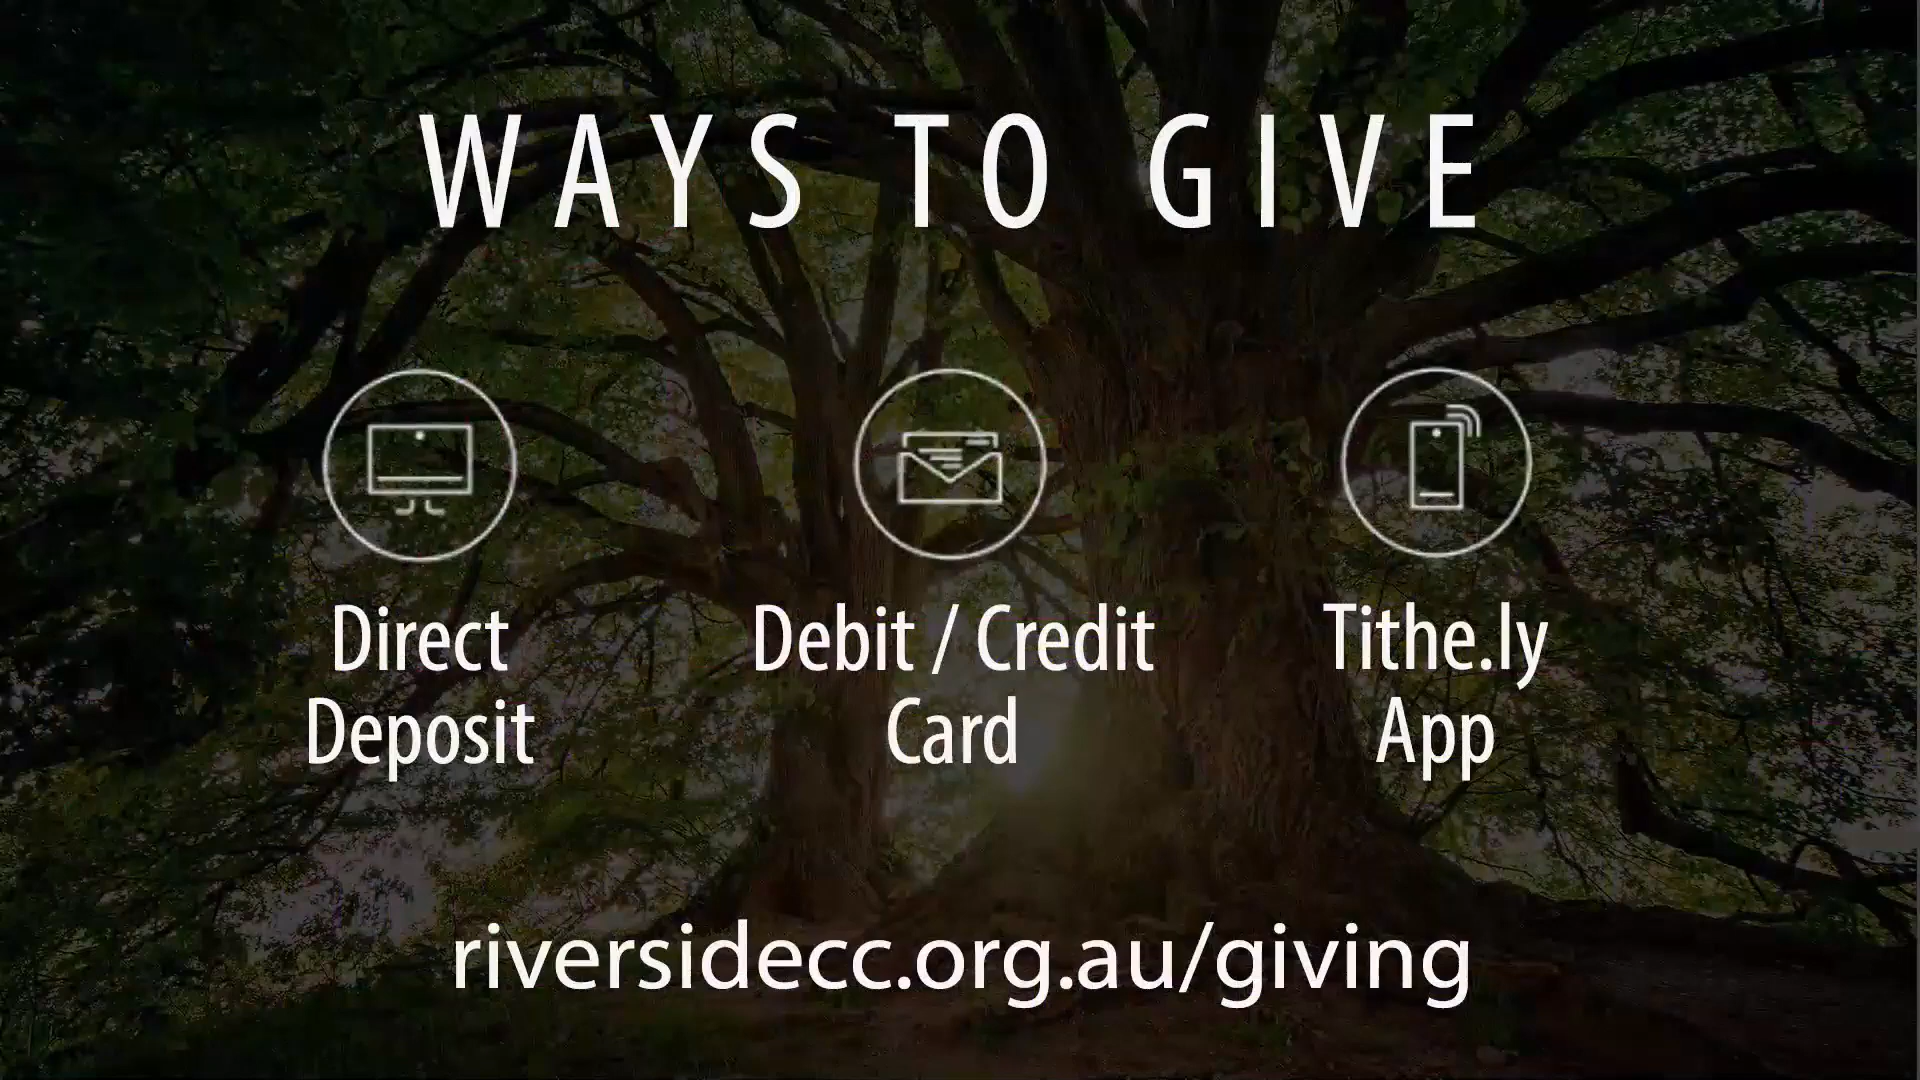 WAYS TO GIVE
Direct
Deposit
Debit / Credit
Card
Tithe.ly
App
riversidecc.org.au/giving